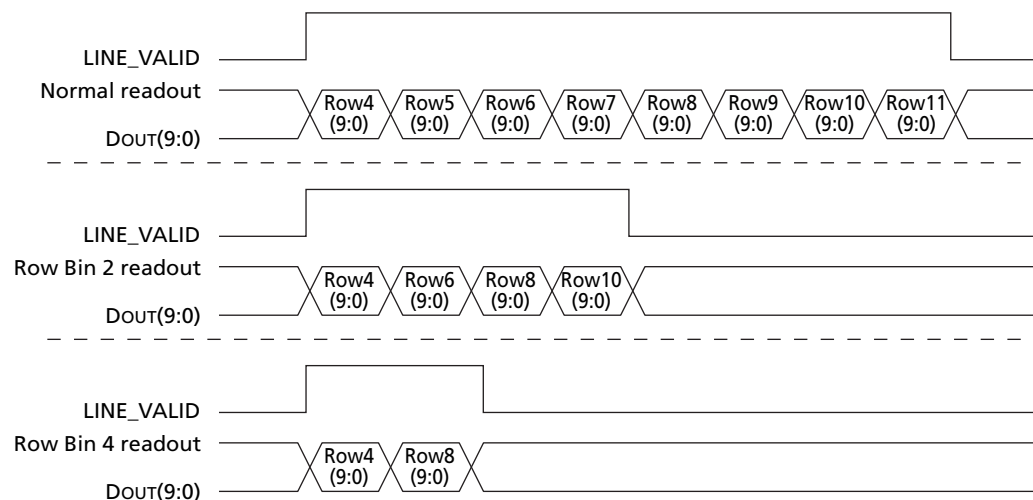 LINE_VALID
Normal readout
Row4 Row5 Row6 Row7 Row8 Row9 Row10 Row11
(9:0) (9:0) (9:0) (9:0) (9:0) (9:0) (9:0) (9:0)
DOUT(9:0)
LINE_VALID
Row Bin 2 readout
Row4 Row6 Row8 Row10
(9:0) (9:0) (9:0) (9:0)
DOUT(9:0)
LINE_VALID
Row Bin 4 readout
Row4 Row8
(9:0) (9:0)
DOUT(9:0)